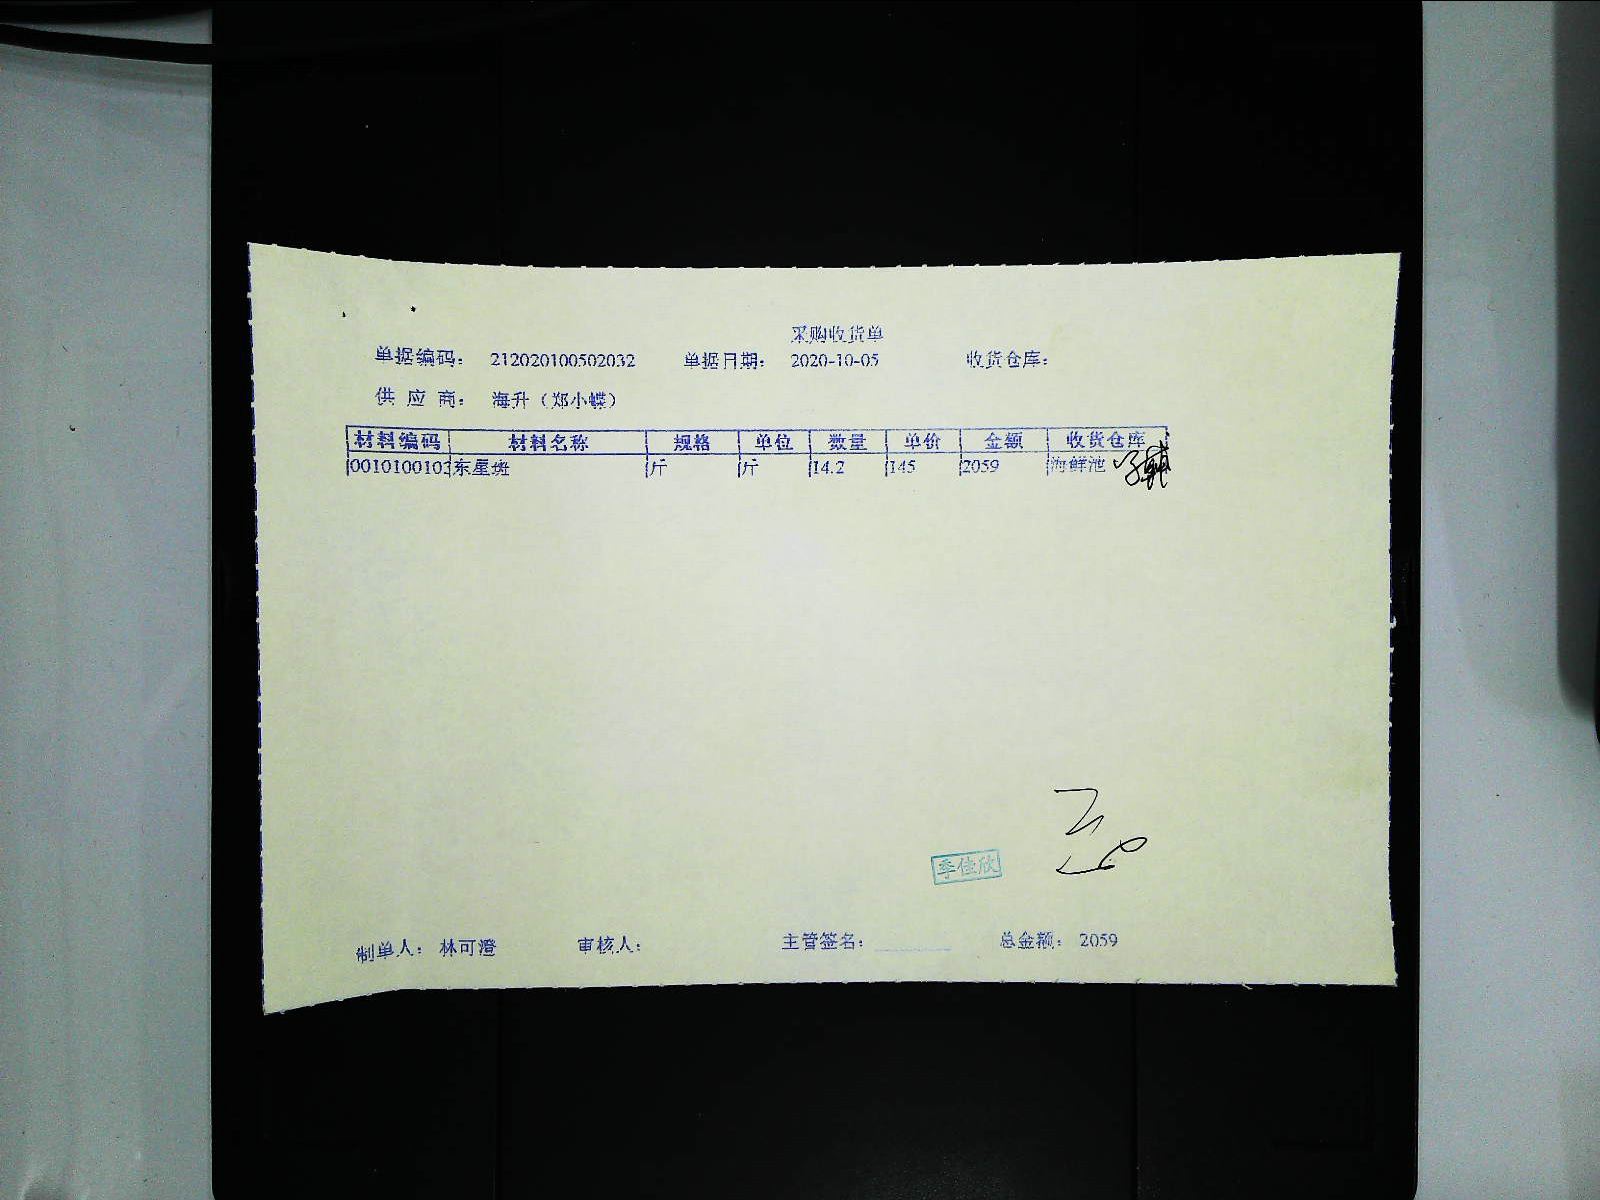 采购收货单
单据编码： 212020100502032 单据日期： 2020-10-05 收货仓库：
供 应 商： 海升（郑小蝶）
材料编码 材料名称 规格 单位 数量 单价 金额 收货仓库
0010100103 东星斑 斤 斤 14.2 145 2059 海鲜池
季佳欣
制单人： 林可澄 审核人： 主管签名： 总金额： 2059